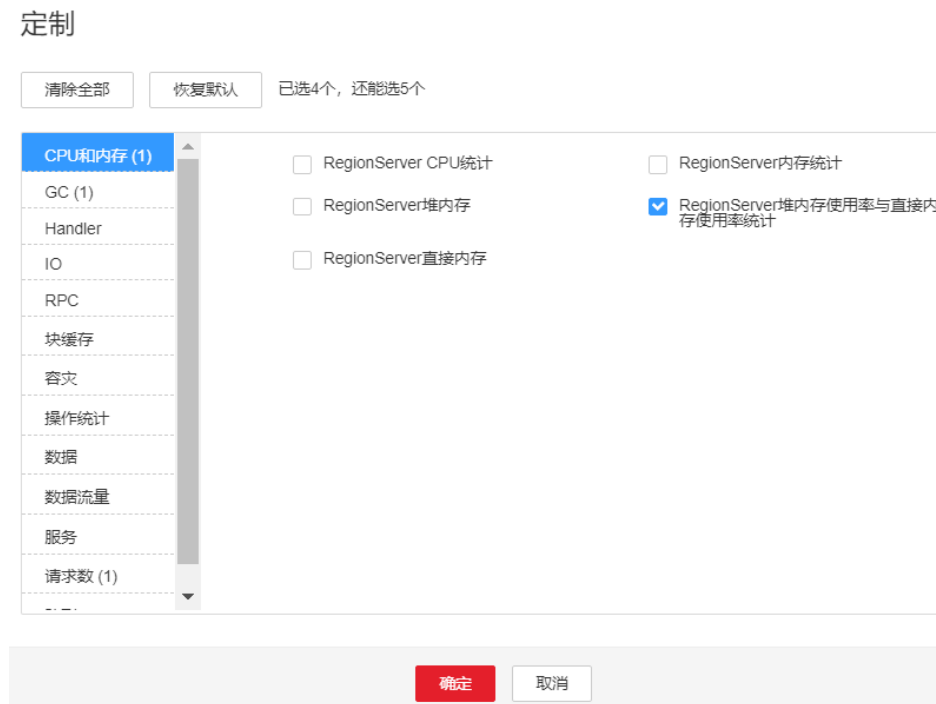 定制
清除全部
恢复默认
已选4个，还能选5个
CPU和内存 (1)
GC (1)
Handler
IO
RPC
块缓存
容灾
操作统计
数据
数据流量
服务
请求数 (1)
RegionServer CPU统计
RegionServer内存统计
RegionServer堆内存
RegionServer堆内存使用率与直接内
存使用率统计
RegionServer直接内存
确定
取消